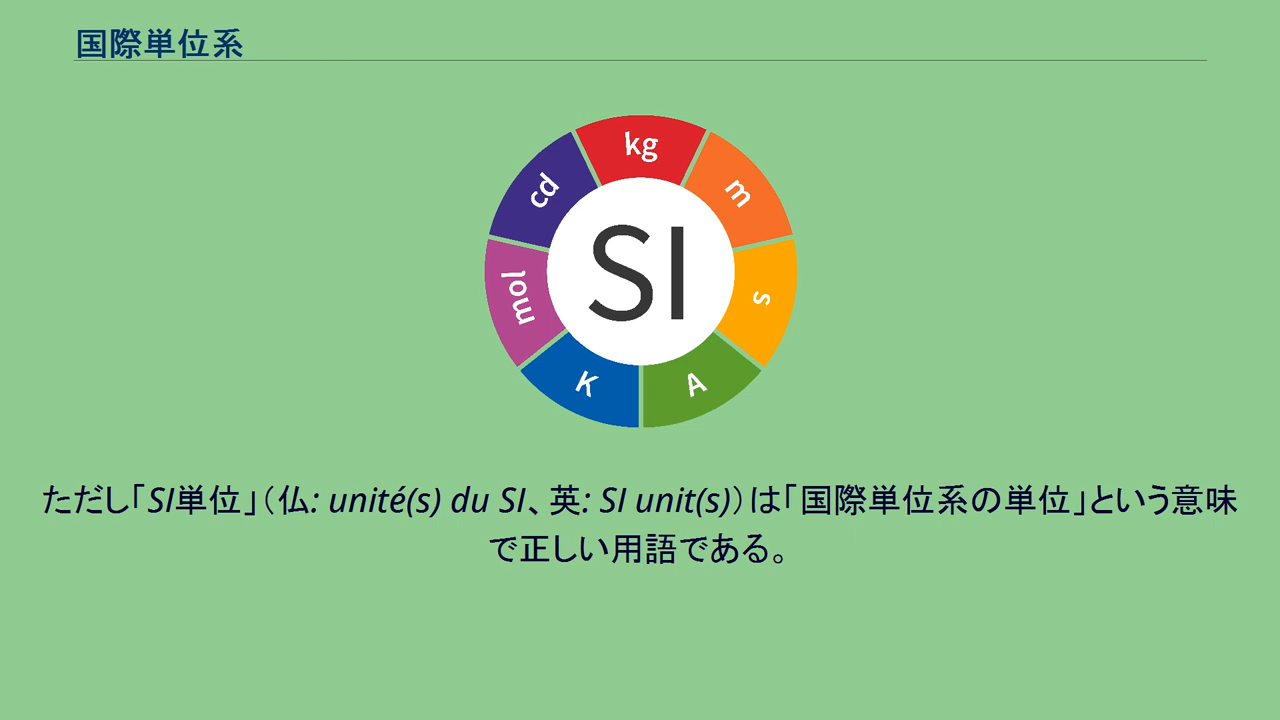 国際単位系
kg
m
s
A
K
mol
cd
SI
ただし「SI単位」（仏: unité(s) du SI、英: SI unit(s)）は「国際単位系の単位」という意味
で正しい用語である。